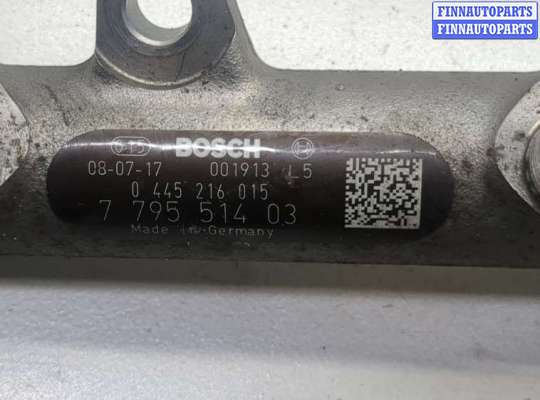 FINNAUTOPARTS
FINNAUTOPARTS
615 BOSCH
08-07-17 001913 L5
0 445 216 015
7 795 514 03
Made in Germany